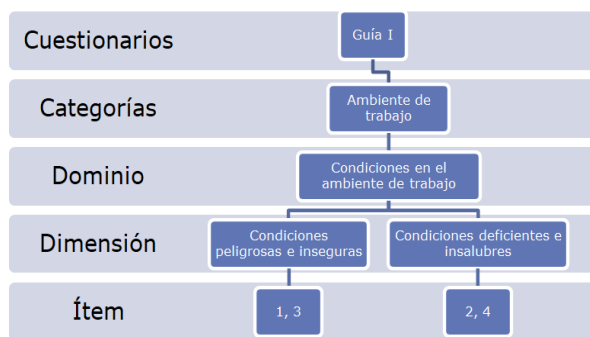 Cuestionarios
Guía I
Categorías
Ambiente de
trabajo
Dominio
Condiciones en el
ambiente de trabajo
Dimensión
Condiciones
peligrosas e inseguras
Condiciones deficientes e
insalubres
Ítem
1, 3
2, 4